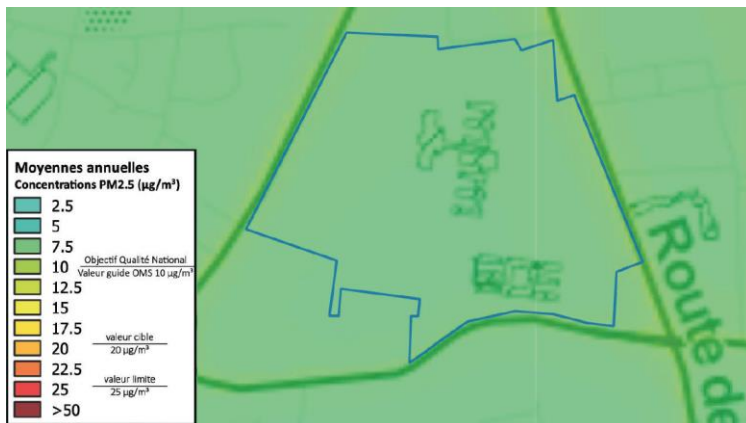 Moyennes annuelles
Concentrations PM2.5 (µg/m³)
2.5
5
7.5
10 Objectif Qualité National
Valeur guide OMS 10 µg/m³
12.5
15
17.5
20 valeur cible
20 µg/m³
22.5
25 valeur limite
25 µg/m³
>50
Route de